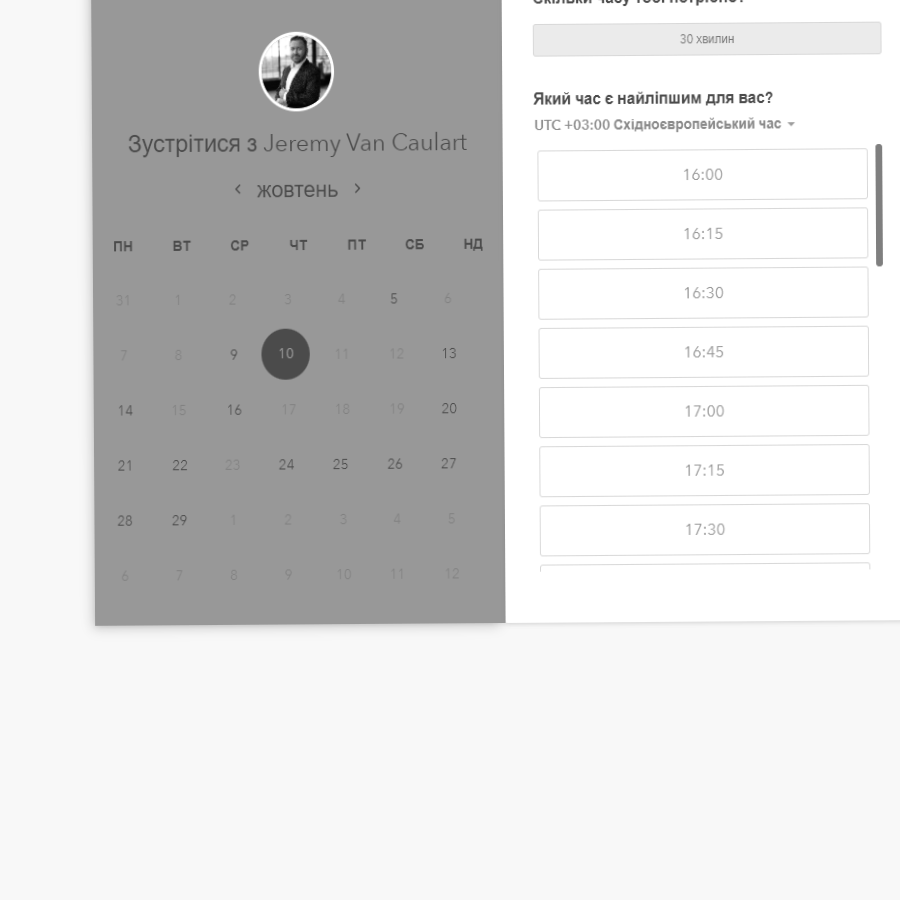 Зустрітися з Jeremy Van Caulart
жовтень
ПН ВТ СР ЧТ ПТ СБ НД
31 1 2 3 4 5 6
7 8 9 10 11 12 13
14 15 16 17 18 19 20
21 22 23 24 25 26 27
28 29 1 2 3 4 5
6 7 8 9 10 11 12
Скільки часу тобі потрібно?
30 хвилин
Який час є найліпшим для вас?
UTC +03:00 Східноєвропейський час
16:00
16:15
16:30
16:45
17:00
17:15
17:30